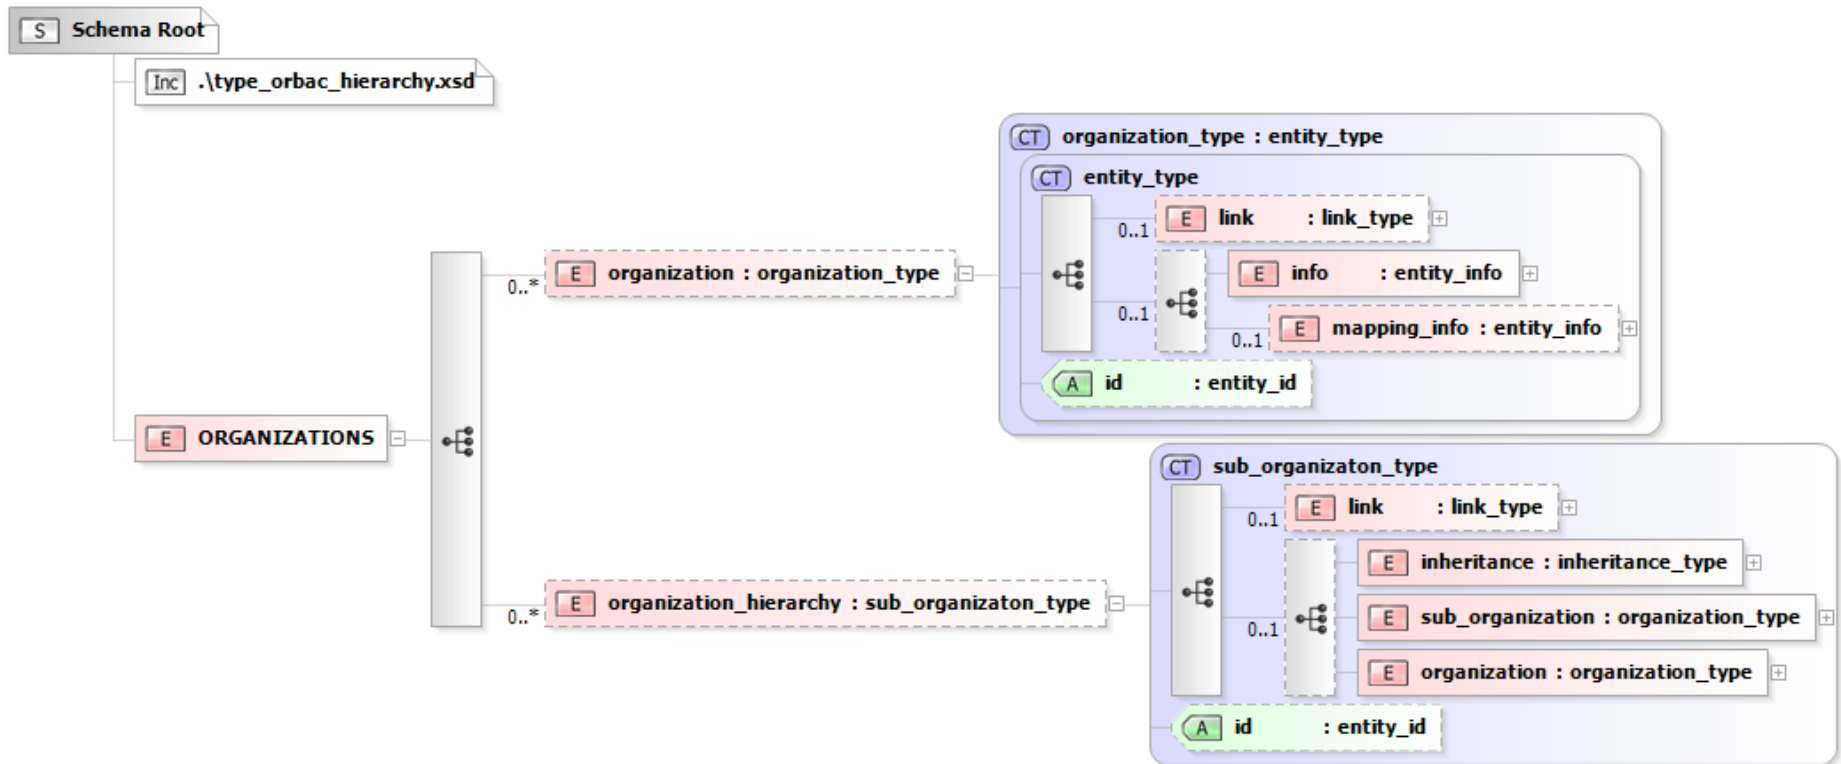 S Schema Root
Inc .\type_orbac_hierarchy.xsd
CT organization_type : entity_type
CT entity_type
E link : link_type
0..1
E organization : organization_type
0..*
E info : entity_info
0..1
E mapping_info : entity_info
0..1
A id : entity_id
E ORGANIZATIONS
CT sub_organizaton_type
E link : link_type
0..1
E inheritance : inheritance_type
E organization_hierarchy : sub_organizaton_type
0..*
E sub_organization : organization_type
0..1
E organization : organization_type
A id : entity_id